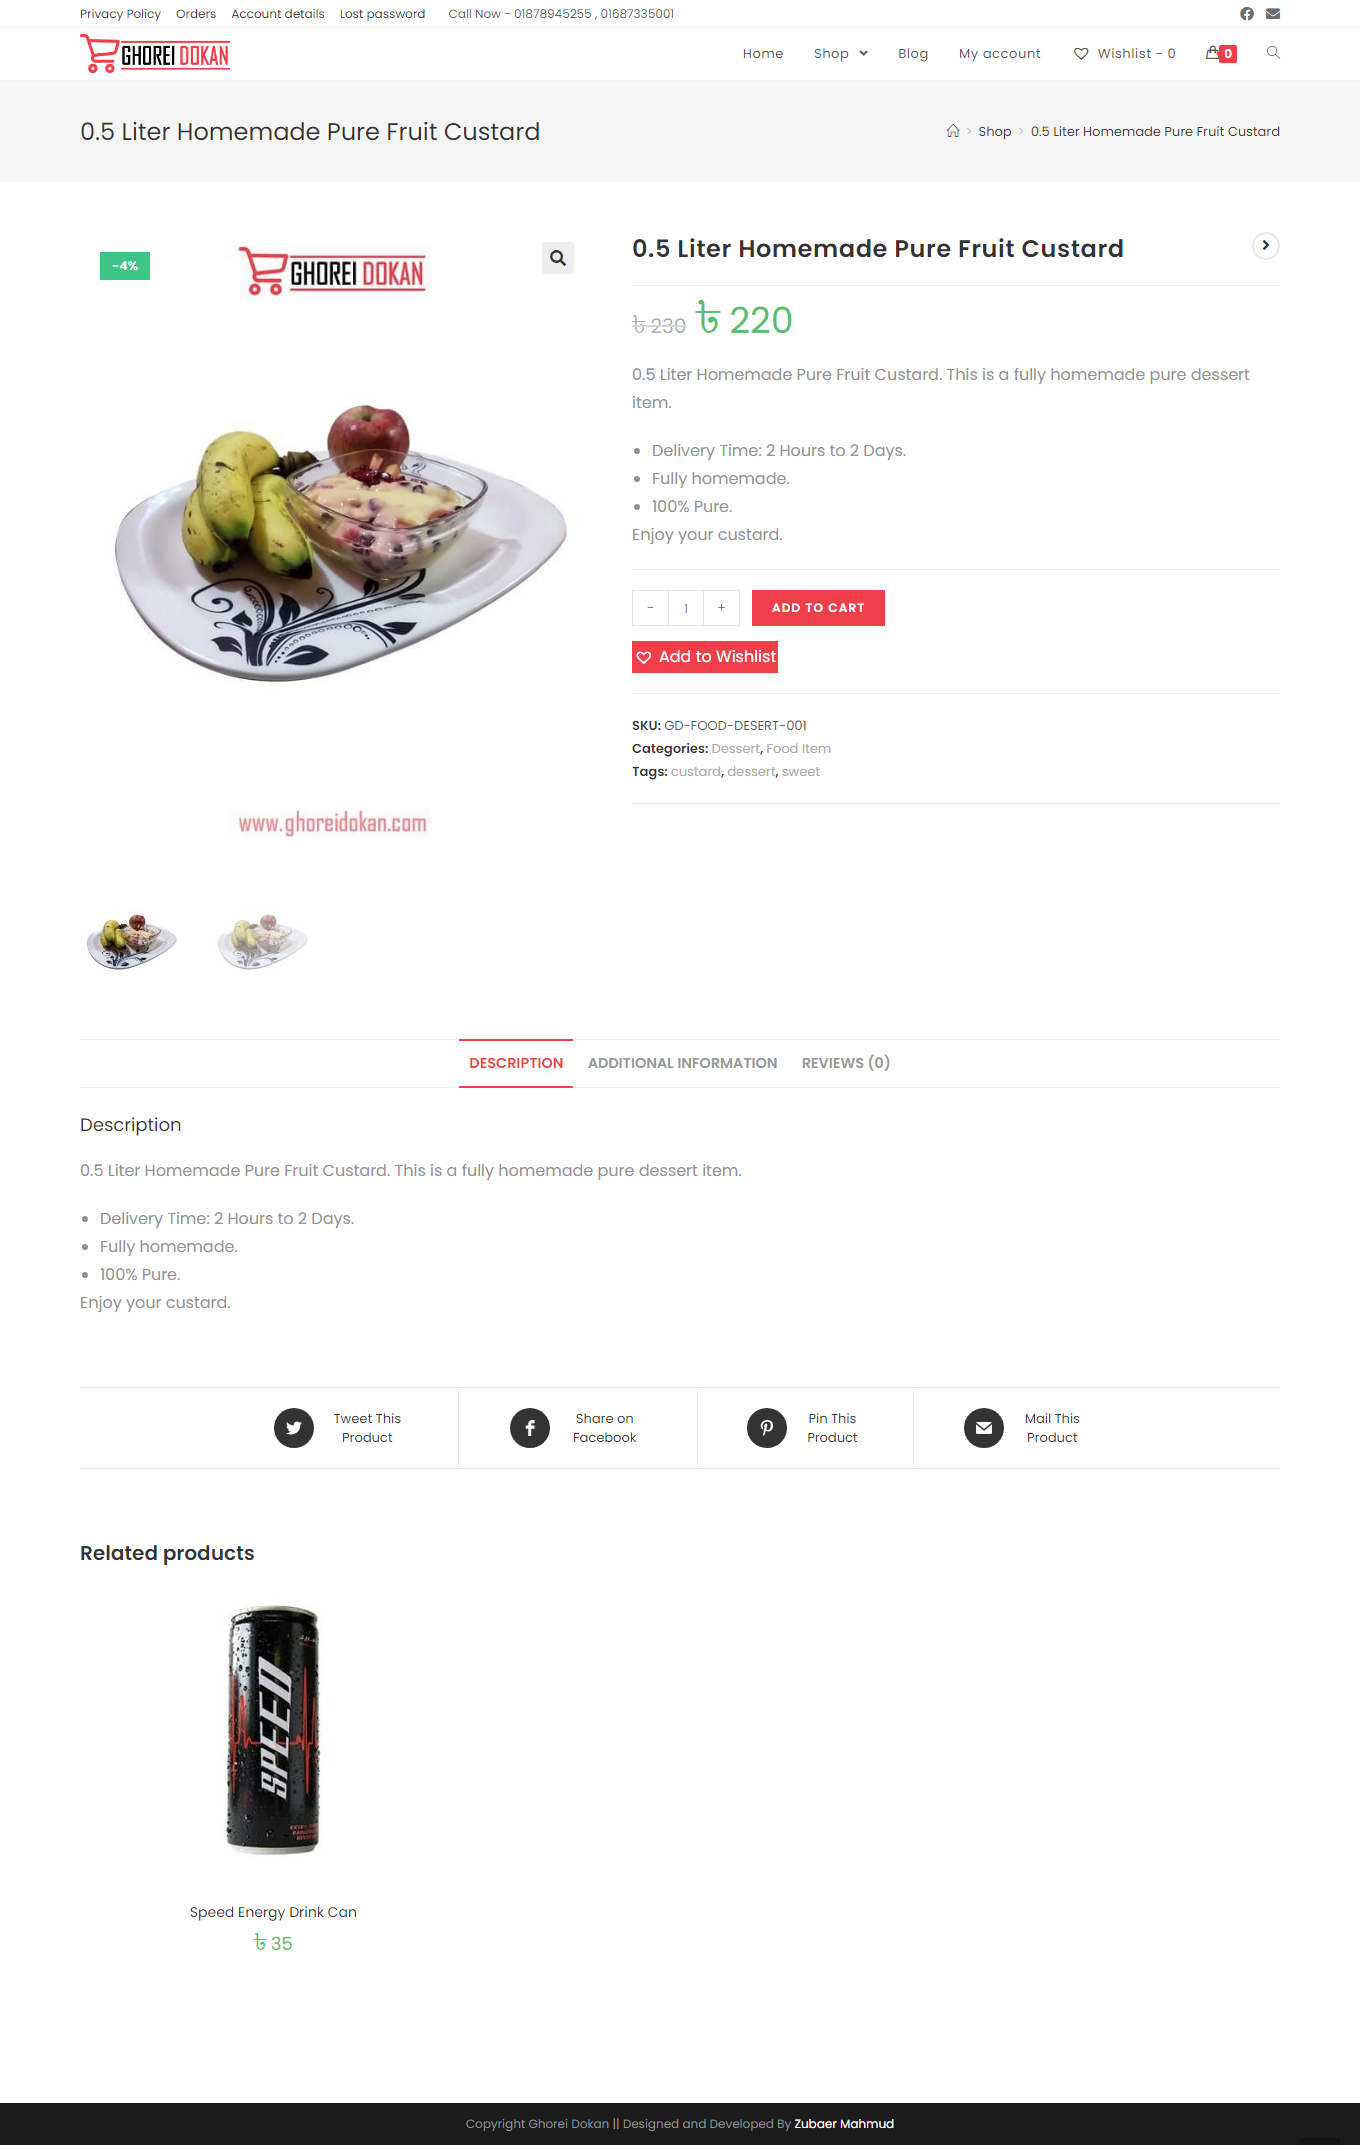 Privacy Policy Orders Account details Lost password Call Now - 01878945255 , 01687335001
GHOREI DOKAN Home Shop Blog My account Wishlist - 0 0
0.5 Liter Homemade Pure Fruit Custard > Shop > 0.5 Liter Homemade Pure Fruit Custard
-4%
GHOREI DOKAN
www.ghoreidokan.com
0.5 Liter Homemade Pure Fruit Custard
৳ 230 ৳ 220
0.5 Liter Homemade Pure Fruit Custard. This is a fully homemade pure dessert
item.
• Delivery Time: 2 Hours to 2 Days.
• Fully homemade.
• 100% Pure.
Enjoy your custard.
- 1 + ADD TO CART
Add to Wishlist
SKU: GD-FOOD-DESERT-001
Categories: Dessert, Food Item
Tags: custard, dessert, sweet
DESCRIPTION ADDITIONAL INFORMATION REVIEWS (0)
Description
0.5 Liter Homemade Pure Fruit Custard. This is a fully homemade pure dessert item.
• Delivery Time: 2 Hours to 2 Days.
• Fully homemade.
• 100% Pure.
Enjoy your custard.
Tweet This
Product
Share on
Facebook
Pin This
Product
Mail This
Product
Related products
SPEED
Speed Energy Drink Can
৳ 35
Copyright Ghorei Dokan || Designed and Developed By Zubaer Mahmud